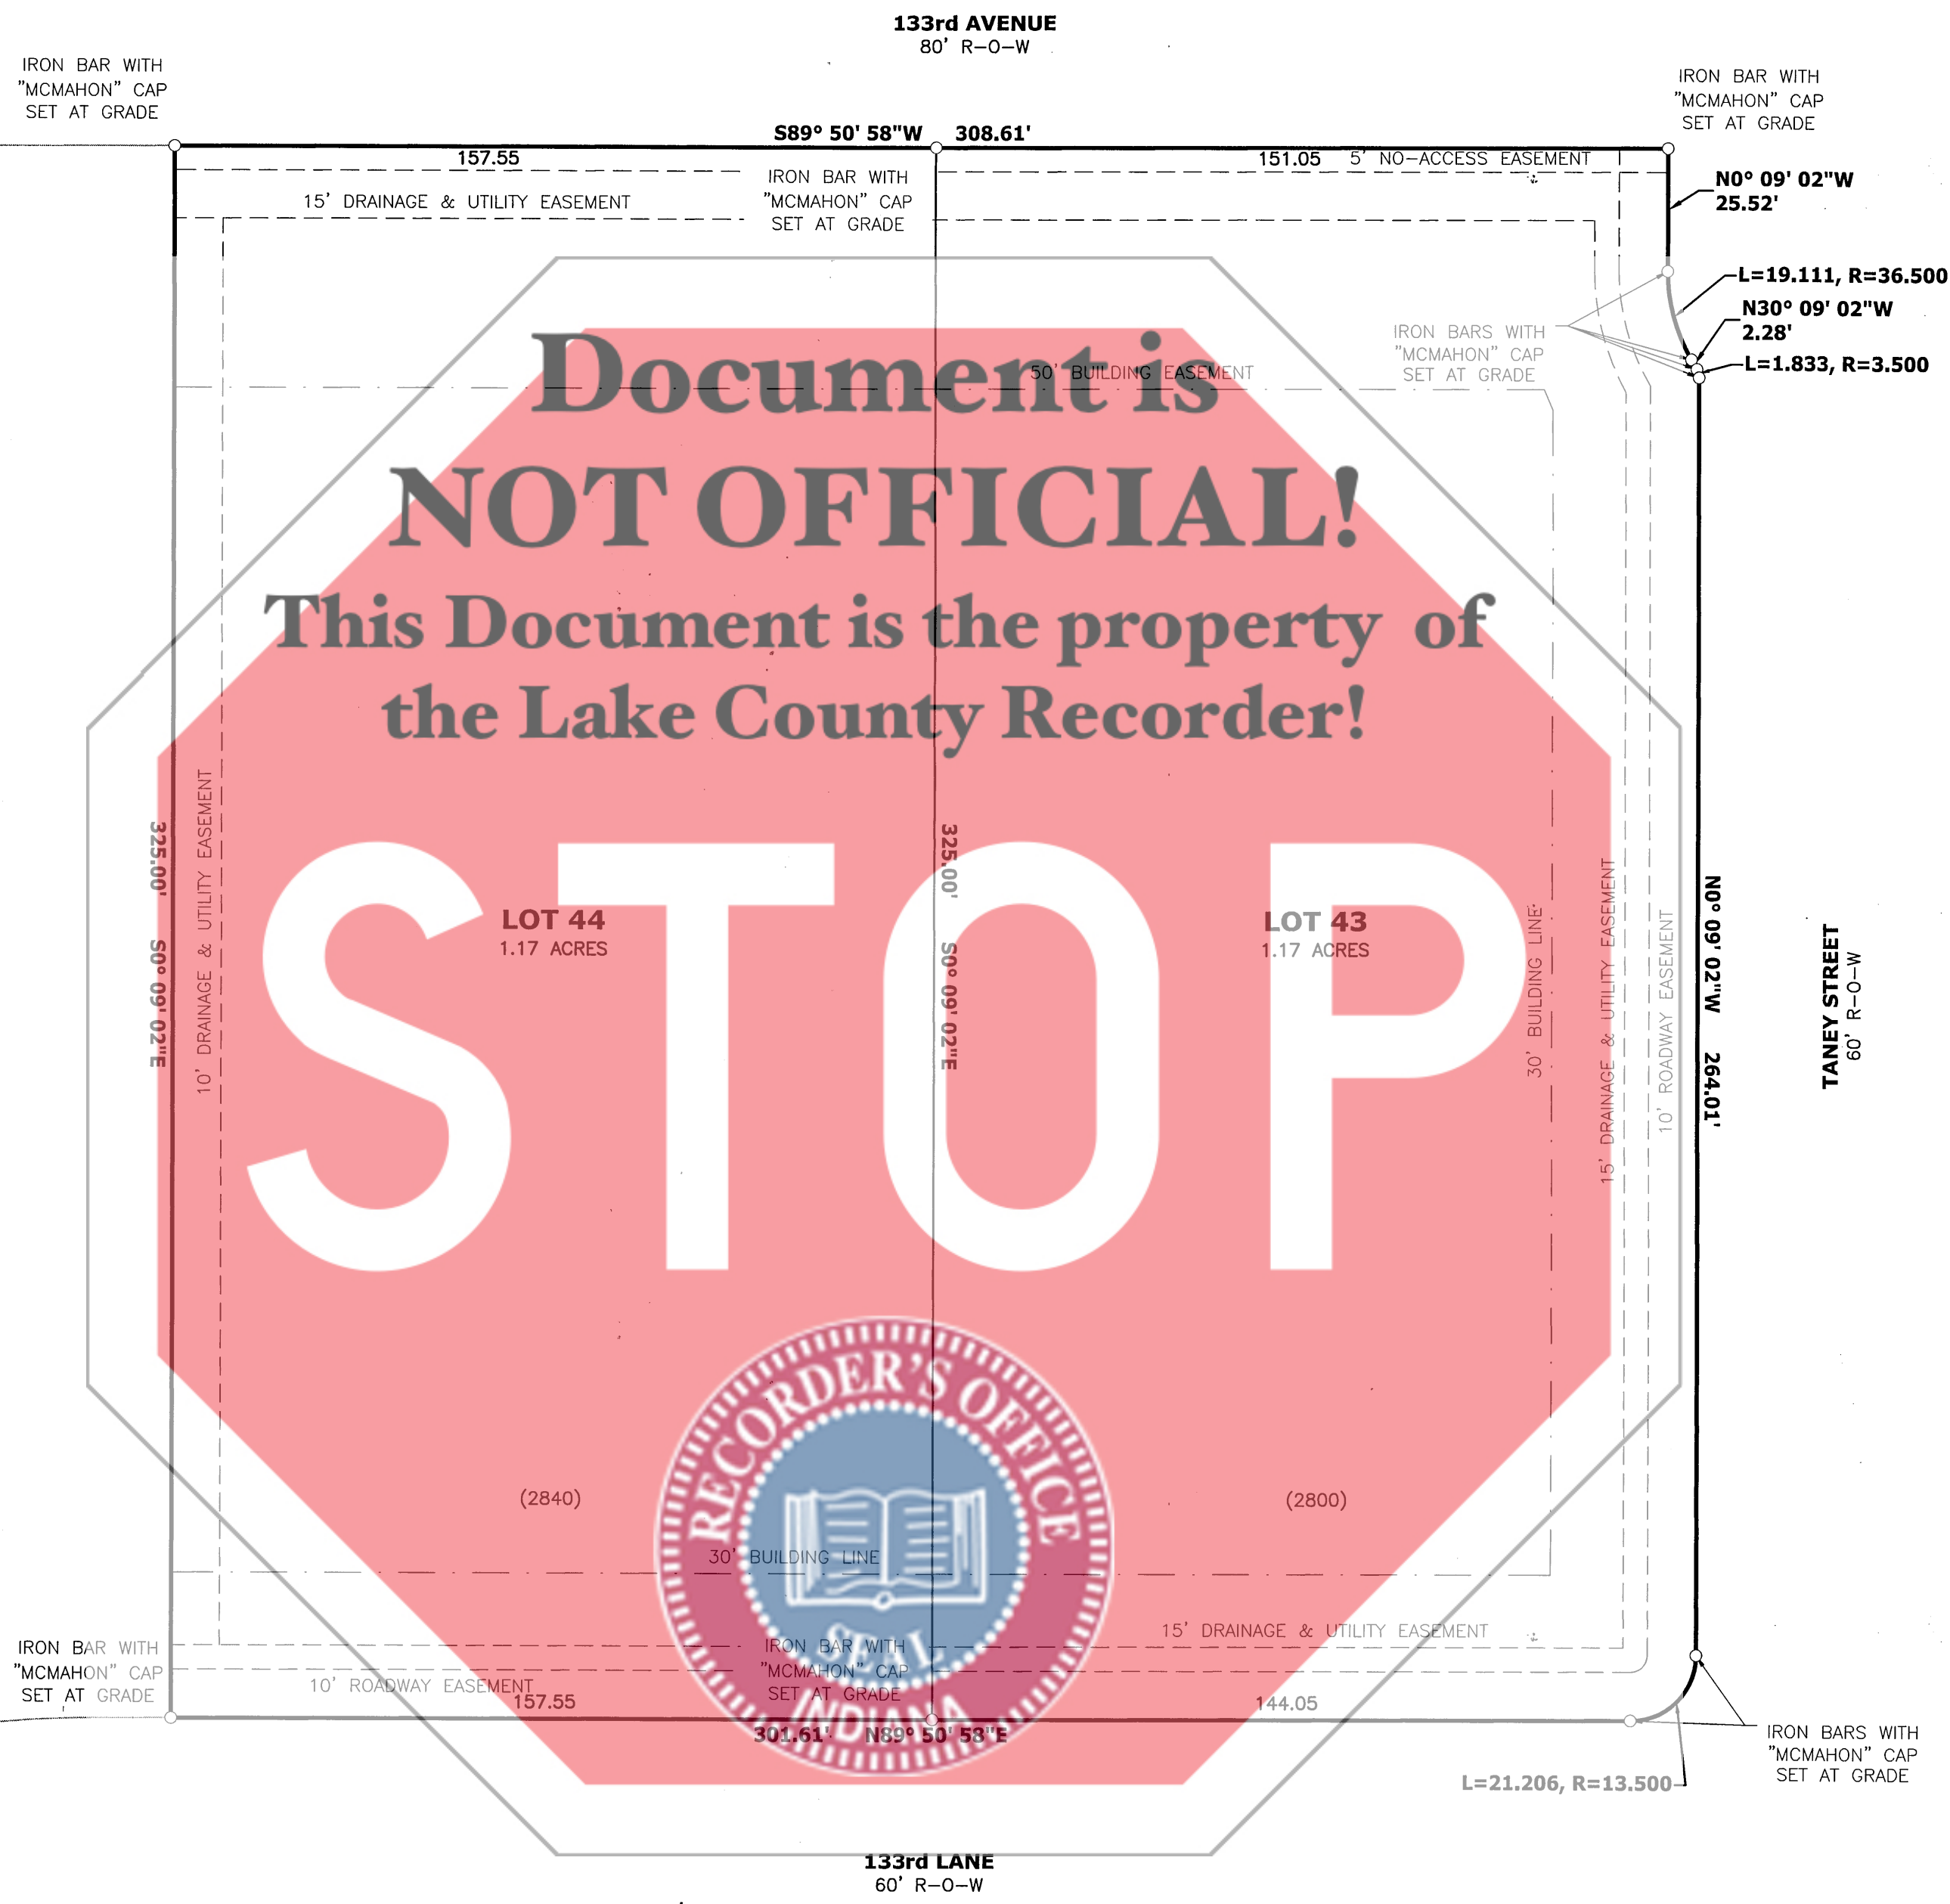 133rd AVENUE
80' R-O-W
IRON BAR WITH
"MCMAHON" CAP
SET AT GRADE
IRON BAR WITH
"MCMAHON" CAP
SET AT GRADE
S89° 50' 58"W 308.61'
157.55
151.05 5' NO-ACCESS EASEMENT
IRON BAR WITH
"MCMAHON" CAP
SET AT GRADE
15' DRAINAGE & UTILITY EASEMENT
N0° 09' 02"W
25.52'
L=19.111, R=36.500
N30° 09' 02"W
2.28'
L=1.833, R=3.500
IRON BARS WITH
"MCMAHON" CAP
SET AT GRADE
50' BUILDING EASEMENT
Document is
NOT OFFICIAL!
This Document is the property of
the Lake County Recorder!
STOP
325.00' S0° 09' 02"E
10' DRAINAGE & UTILITY EASEMENT
LOT 44
1.17 ACRES
325.00' S0° 09' 02"E
LOT 43
1.17 ACRES
30' BUILDING LINE
15' DRAINAGE & UTILITY EASEMENT
10' ROADWAY EASEMENT
N0° 09' 02"W 264.01'
TANEY STREET
60' R-O-W
(2840)
(2800)
RECORDER'S OFFICE
SEAL
INDIANA
30' BUILDING LINE
15' DRAINAGE & UTILITY EASEMENT
IRON BAR WITH
"MCMAHON" CAP
SET AT GRADE
IRON BAR WITH
"MCMAHON" CAP
SET AT GRADE
10' ROADWAY EASEMENT
157.55
144.05
301.61' N89° 50' 58"E
IRON BARS WITH
"MCMAHON" CAP
SET AT GRADE
L=21.206, R=13.500
133rd LANE
60' R-O-W